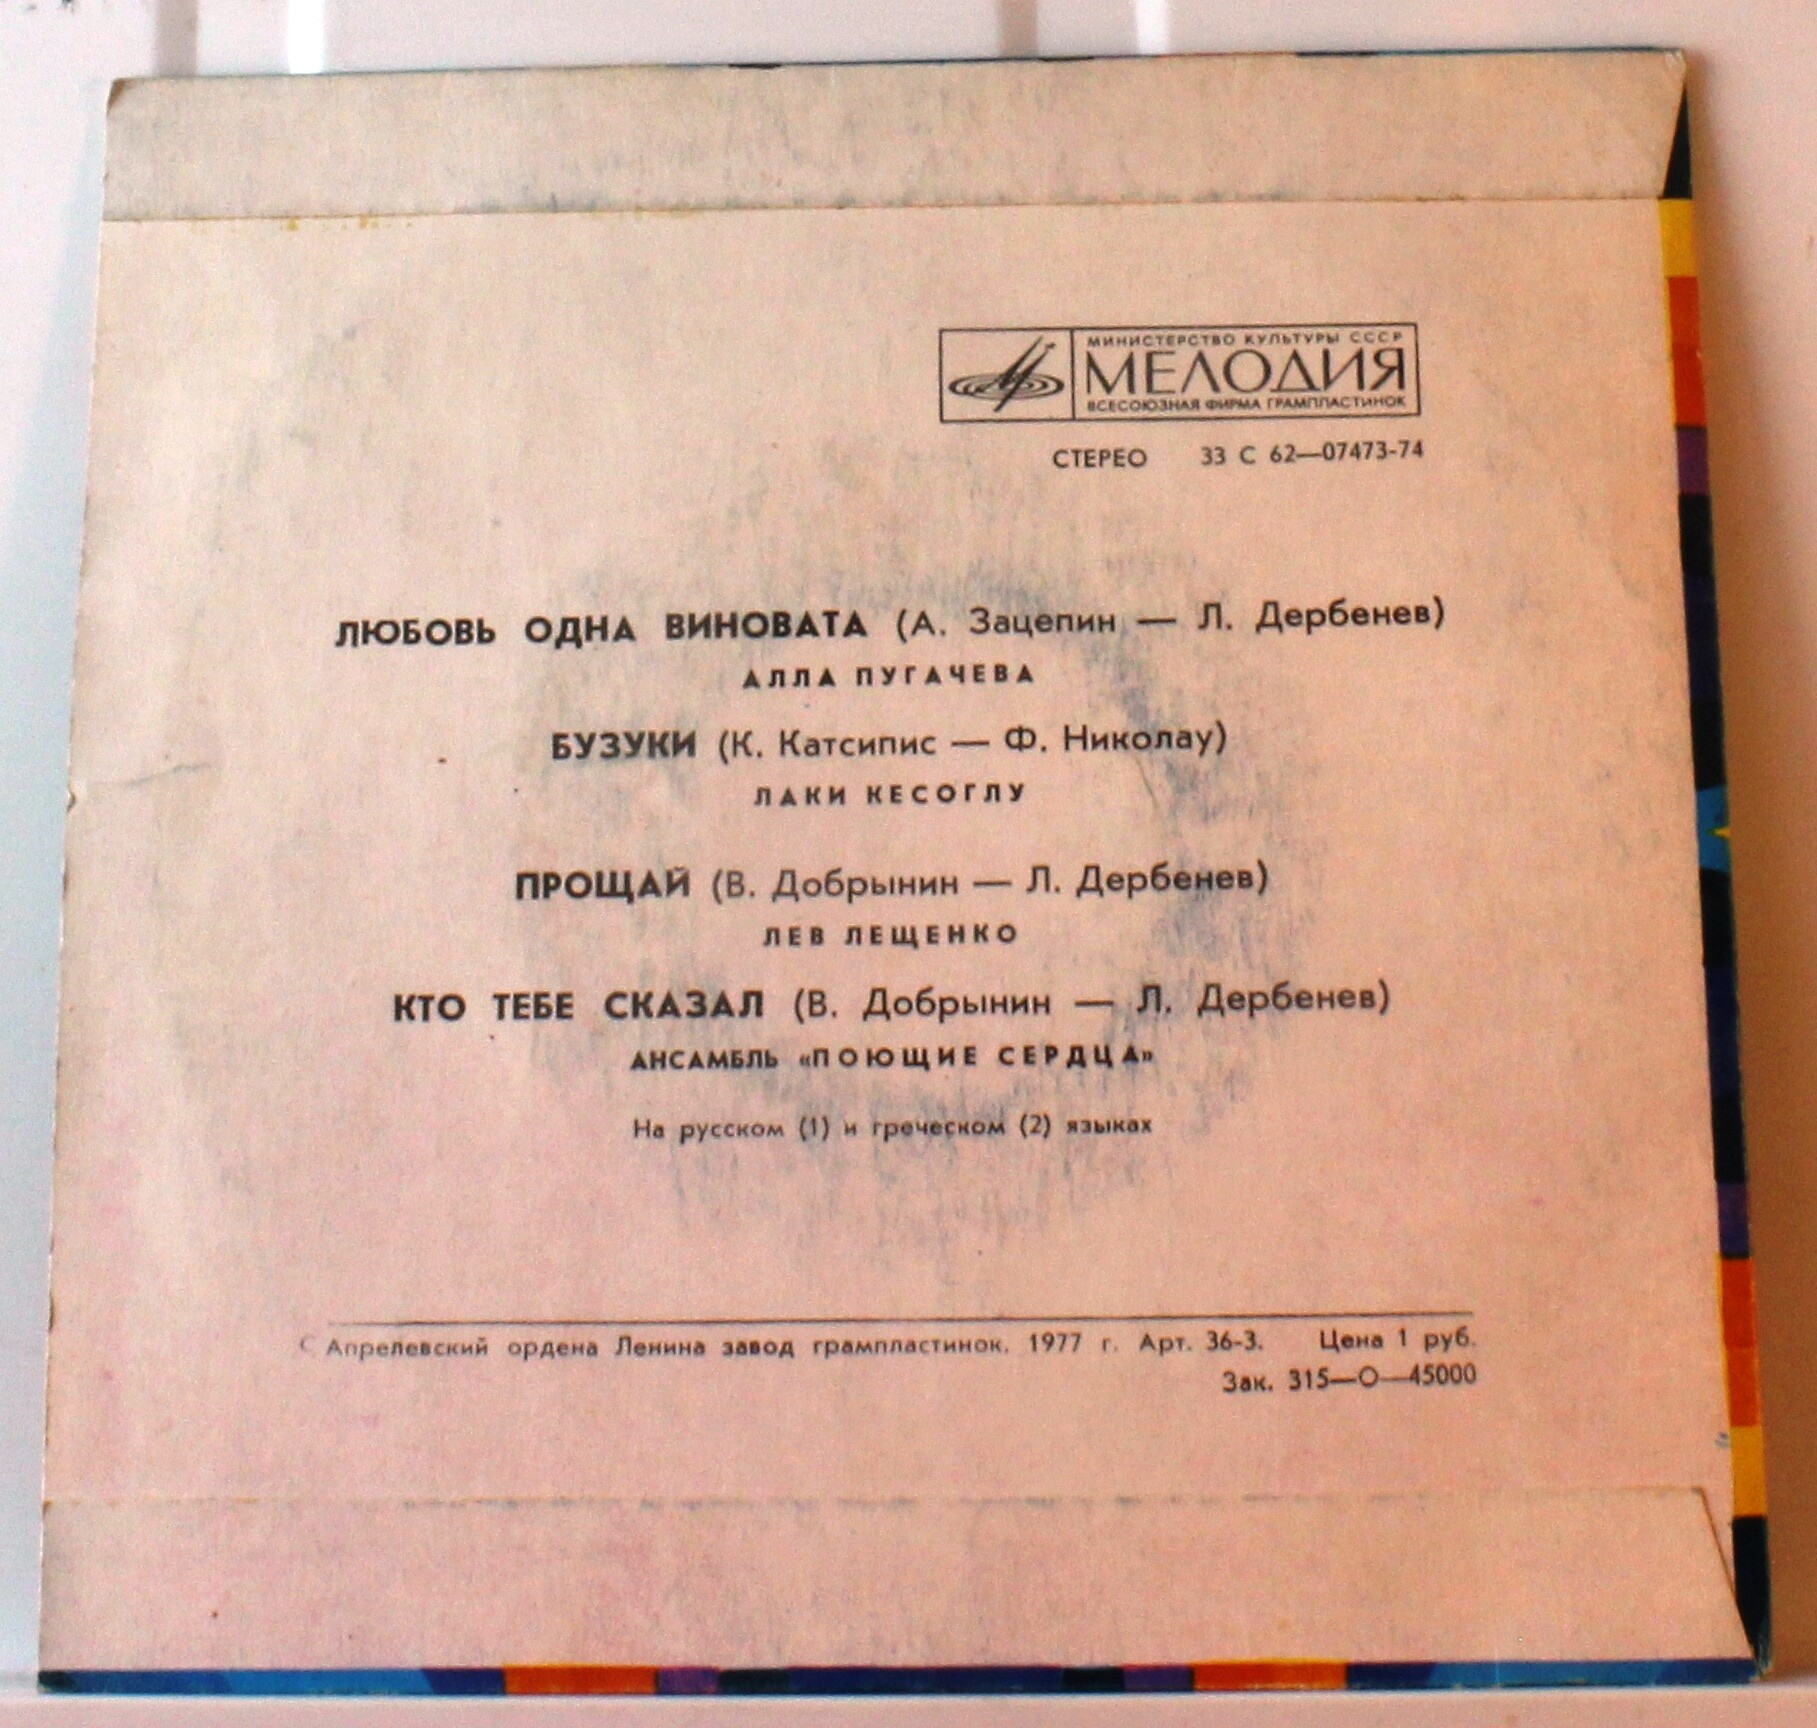 МИНИСТЕРСТВО КУЛЬТУРЫ СССР
МЕЛОДИЯ
ВСЕСОЮЗНАЯ ФИРМА ГРАМПЛАСТИНОК
СТЕРЕО 33 С 62—07473-74
ЛЮБОВЬ ОДНА ВИНОВАТА (А. Зацепин — Л. Дербенев)
АЛЛА ПУГАЧЕВА
БУЗУКИ (К. Катсипис — Ф. Николау)
ЛАКИ КЕСОГЛУ
ПРОЩАЙ (В. Добрынин — Л. Дербенев)
ЛЕВ ЛЕЩЕНКО
КТО ТЕБЕ СКАЗАЛ (В. Добрынин — Л. Дербенев)
АНСАМБЛЬ «ПОЮЩИЕ СЕРДЦА»
На русском (1) и греческом (2) языках
С Апрелевский ордена Ленина завод грампластинок. 1977 г. Арт. 36-3. Цена 1 руб.
Зак. 315—О—45000